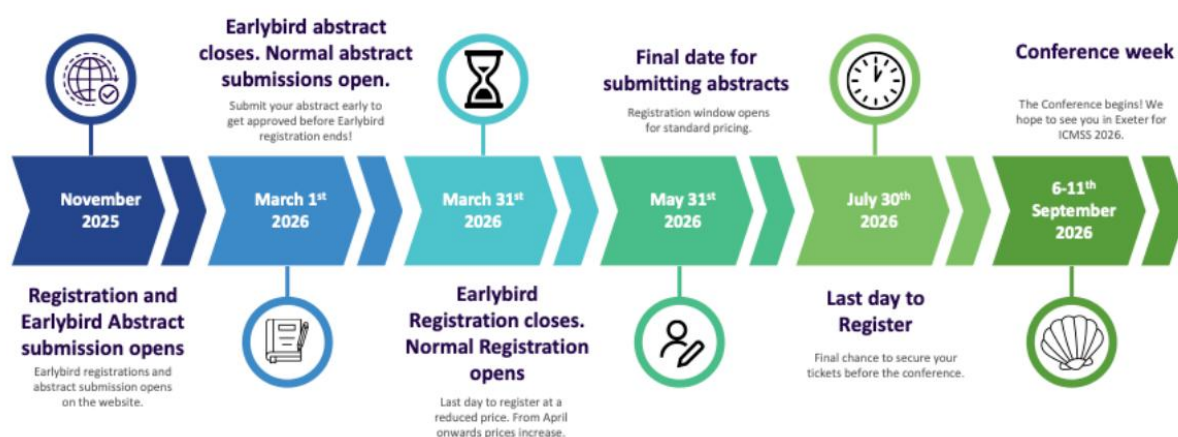 Earlybird abstract
closes. Normal abstract
submissions open.
Submit your abstract early to
get approved before Earlybird
registration ends!
Final date for
submitting abstracts
Registration window opens
for standard pricing.
Conference week
The Conference begins! We
hope to see you in Exeter for
ICMSS 2026.
November
2025
March 1st
2026
March 31st
2026
May 31st
2026
July 30th
2026
6-11th
September
2026
Registration and
Earlybird Abstract
submission opens
Earlybird registrations and
abstract submission opens
on the website.
Earlybird
Registration closes.
Normal Registration
opens
Last day to register at a
reduced price. From April
onwards prices increase.
Last day to
Register
Final chance to secure your
tickets before the conference.